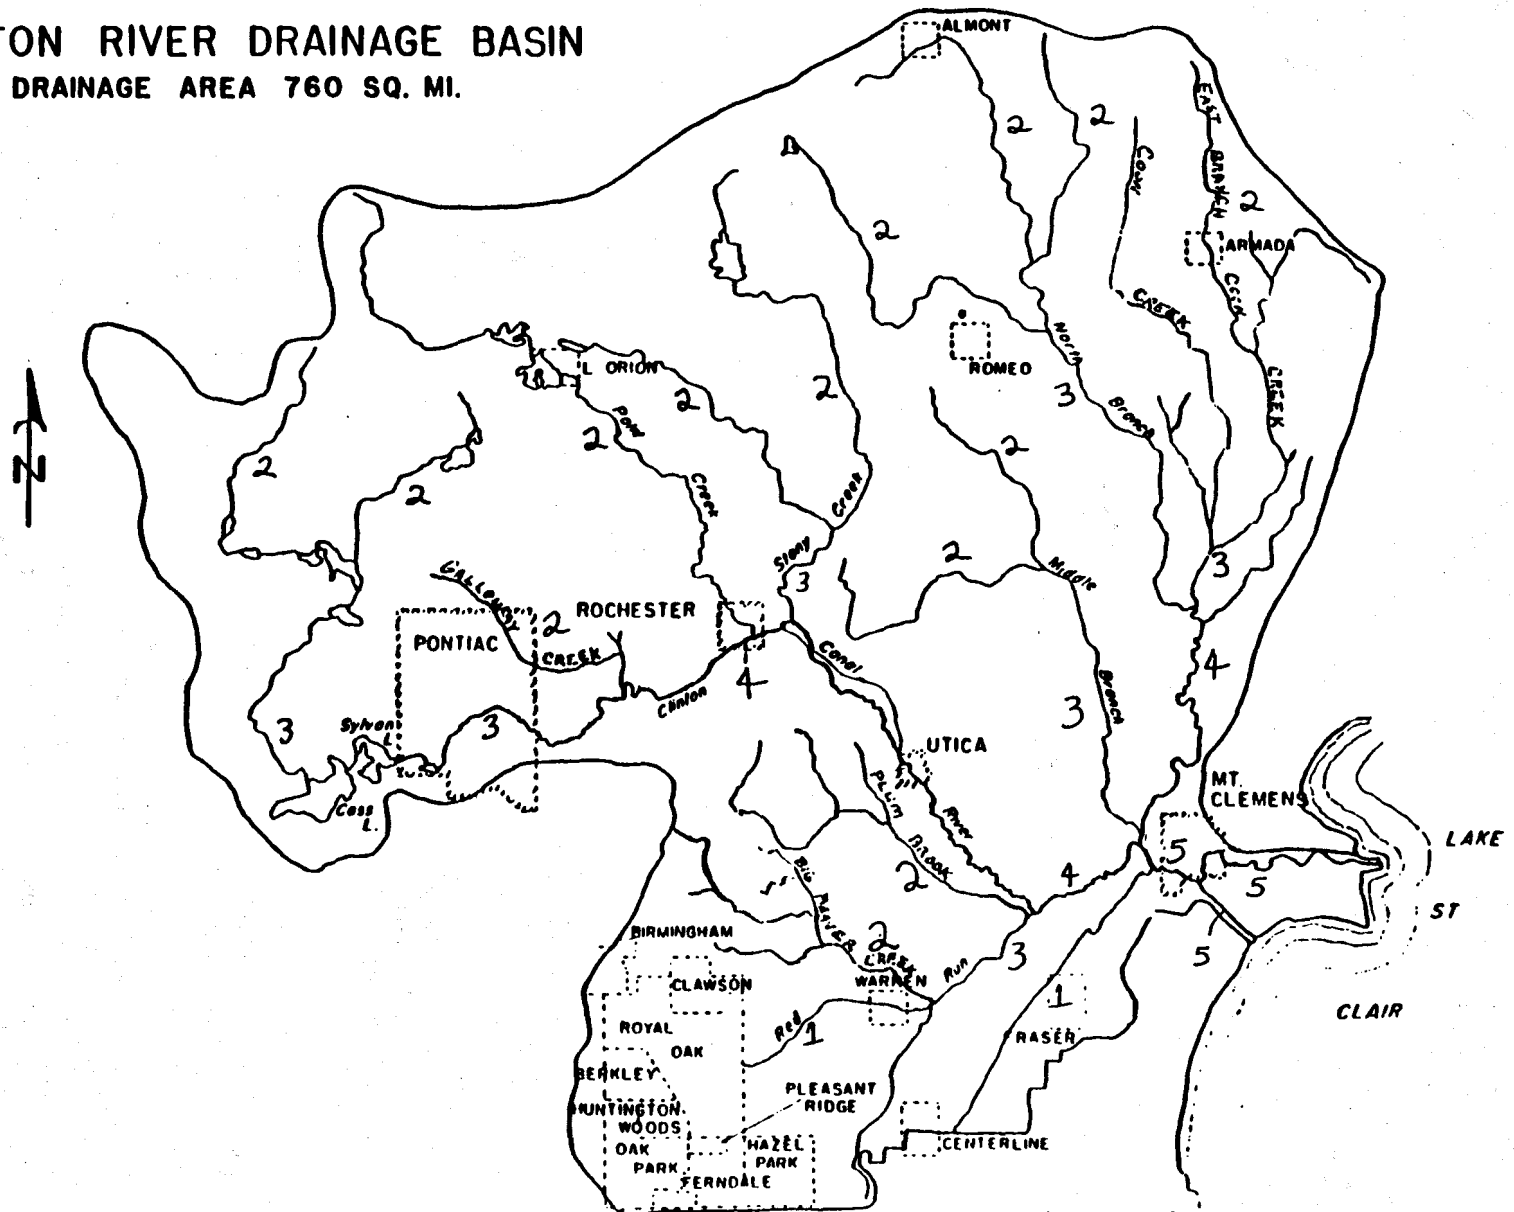 TON RIVER DRAINAGE BASIN
DRAINAGE AREA 760 SQ. MI.
ALMONT
2
2
EAST BRANCH
COON
2
2
ARMADA
COON CREEK
CREEK
N
ROMEO
North Branch
3
L ORION
2
2
Pond Creek
2
2
2
2
Stony Creek
3
2
Middle Branch
3
3
4
GALLOWAY CREEK
2
ROCHESTER
PONTIAC
4
Clinton
Canal
River
3
3
Sylvan
L.
Cass
L.
UTICA
PLUM BROOK
2
MT.
CLEMENS
5
5
5
4
LAKE
ST
CLAIR
BIG BEAVER CREEK
2
BIRMINGHAM
CLAWSON
WARREN
Red Run
1
3
1
FRASER
ROYAL
OAK
BERKLEY
HUNTINGTON
WOODS
PLEASANT
RIDGE
OAK
PARK
HAZEL
PARK
FERNDALE
CENTERLINE